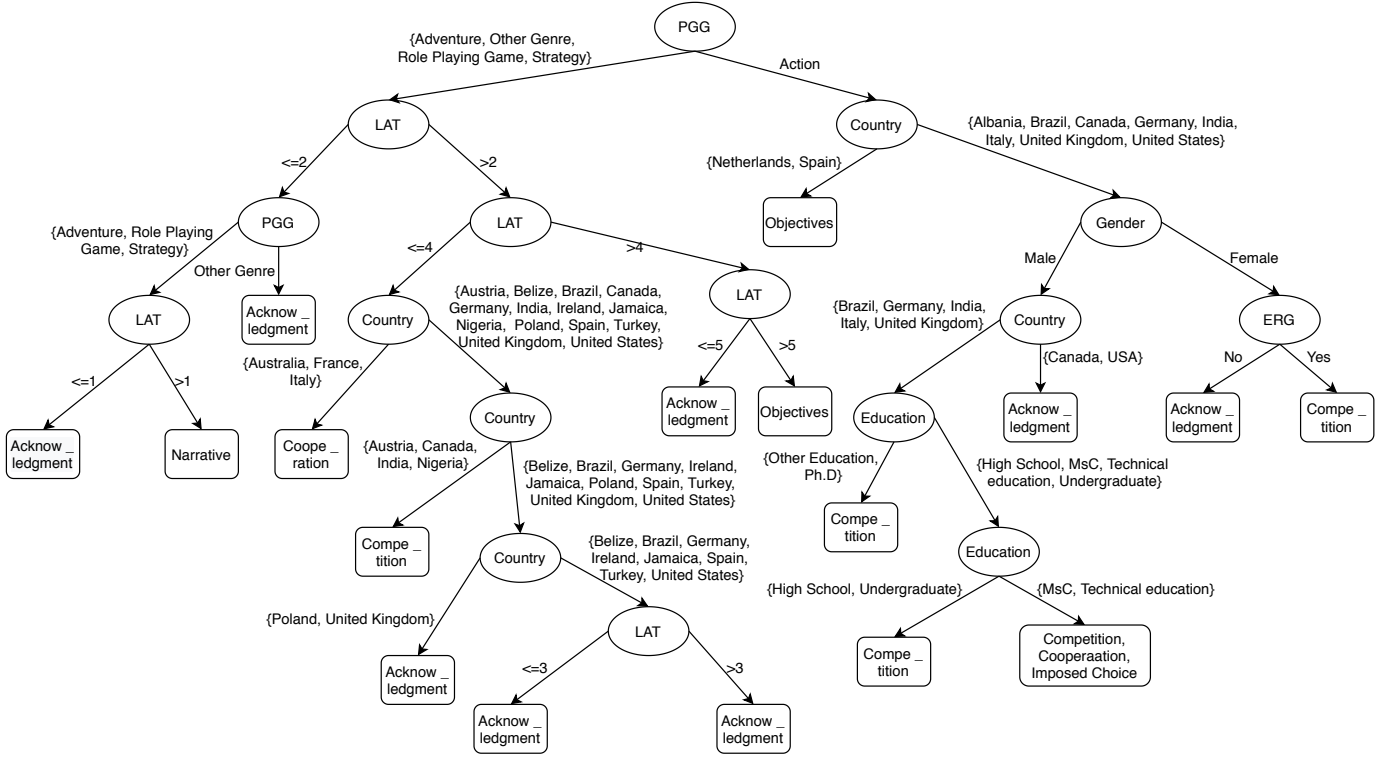 PGG
{Adventure, Other Genre,
Role Playing Game, Strategy}
Action
LAT
Country
{Albania, Brazil, Canada, Germany, India,
Italy, United Kingdom, United States}
<=2
>2
{Netherlands, Spain}
PGG
LAT
Objectives
Gender
{Adventure, Role Playing
Game, Strategy}
Other Genre
<=4
>4
Male
Female
LAT
Acknow _
ledgment
Country
{Austria, Belize, Brazil, Canada,
Germany, India, Ireland, Jamaica,
Nigeria,  Poland, Spain, Turkey,
United Kingdom, United States}
LAT
{Brazil, Germany, India,
Italy, United Kingdom}
Country
ERG
<=1
>1
{Australia, France,
Italy}
<=5
>5
{Canada, USA}
No
Yes
Acknow _
ledgment
Narrative
Coope _
ration
Country
Acknow _
ledgment
Objectives
Education
Acknow _
ledgment
Acknow _
ledgment
Compe _
tition
{Austria, Canada,
India, Nigeria}
{Belize, Brazil, Germany, Ireland,
Jamaica, Poland, Spain, Turkey,
United Kingdom, United States}
{Other Education,
Ph.D}
{High School, MsC, Technical
education, Undergraduate}
Compe _
tition
Country
{Belize, Brazil, Germany,
Ireland, Jamaica, Spain,
Turkey, United States}
Compe _
tition
Education
{Poland, United Kingdom}
LAT
{High School, Undergraduate}
{MsC, Technical education}
Acknow _
ledgment
<=3
>3
Compe _
tition
Competition,
Cooperaation,
Imposed Choice
Acknow _
ledgment
Acknow _
ledgment